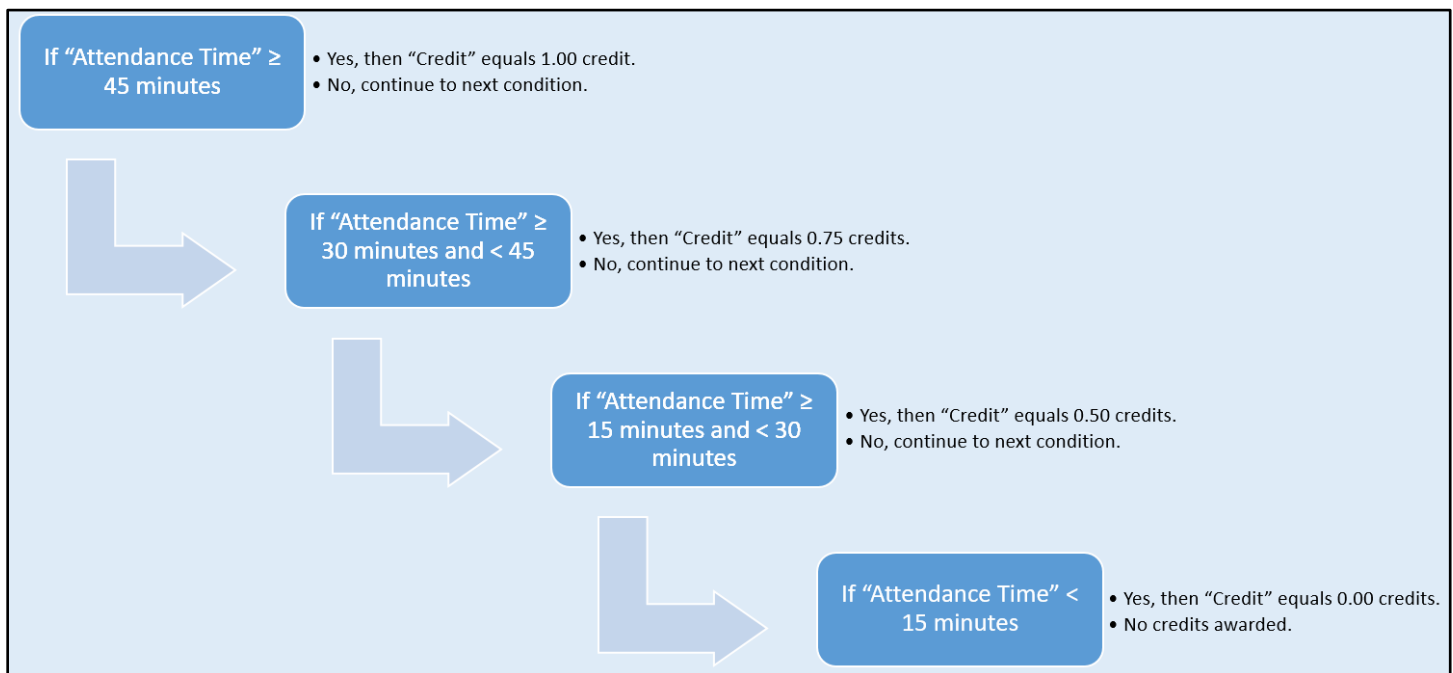 If “Attendance Time” ≥
45 minutes
• Yes, then “Credit” equals 1.00 credit.
• No, continue to next condition.
If “Attendance Time” ≥
30 minutes and < 45
minutes
• Yes, then “Credit” equals 0.75 credits.
• No, continue to next condition.
If “Attendance Time” ≥
15 minutes and < 30
minutes
• Yes, then “Credit” equals 0.50 credits.
• No, continue to next condition.
If “Attendance Time” <
15 minutes
• Yes, then “Credit” equals 0.00 credits.
• No credits awarded.